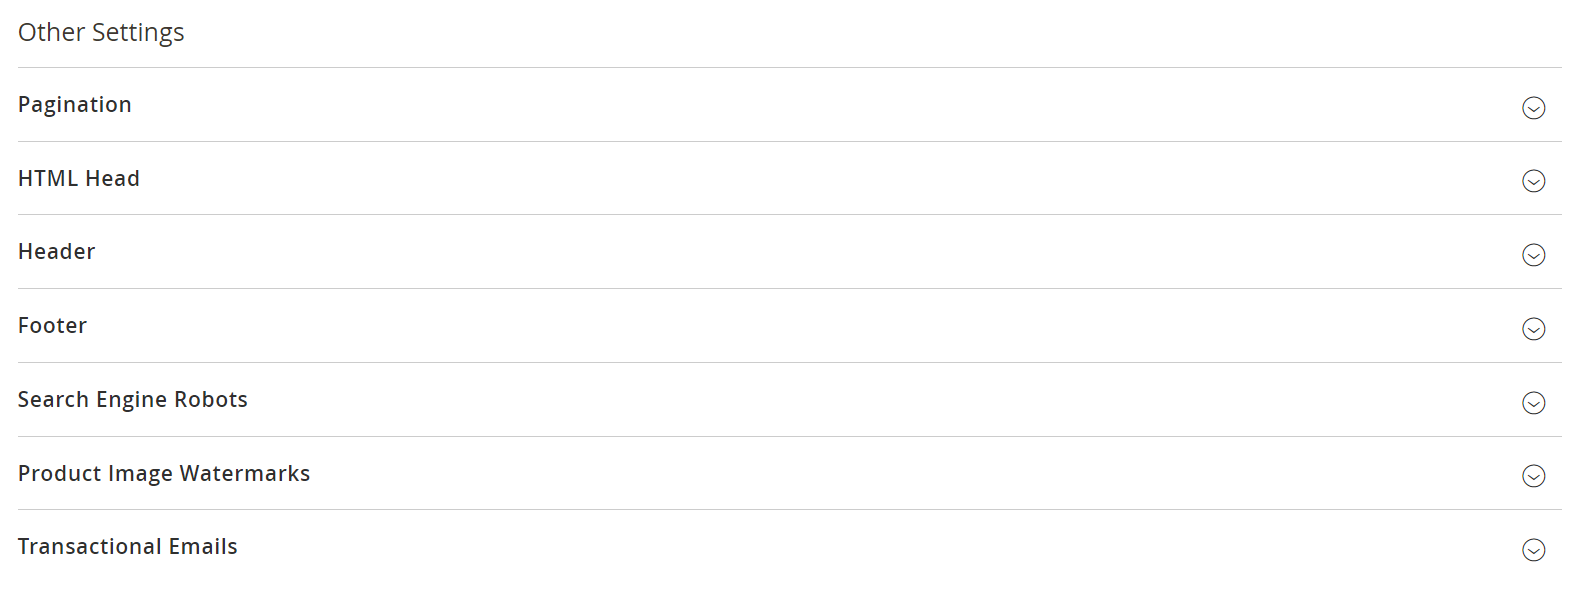 Other Settings
Pagination
HTML Head
Header
Footer
Search Engine Robots
Product Image Watermarks
Transactional Emails